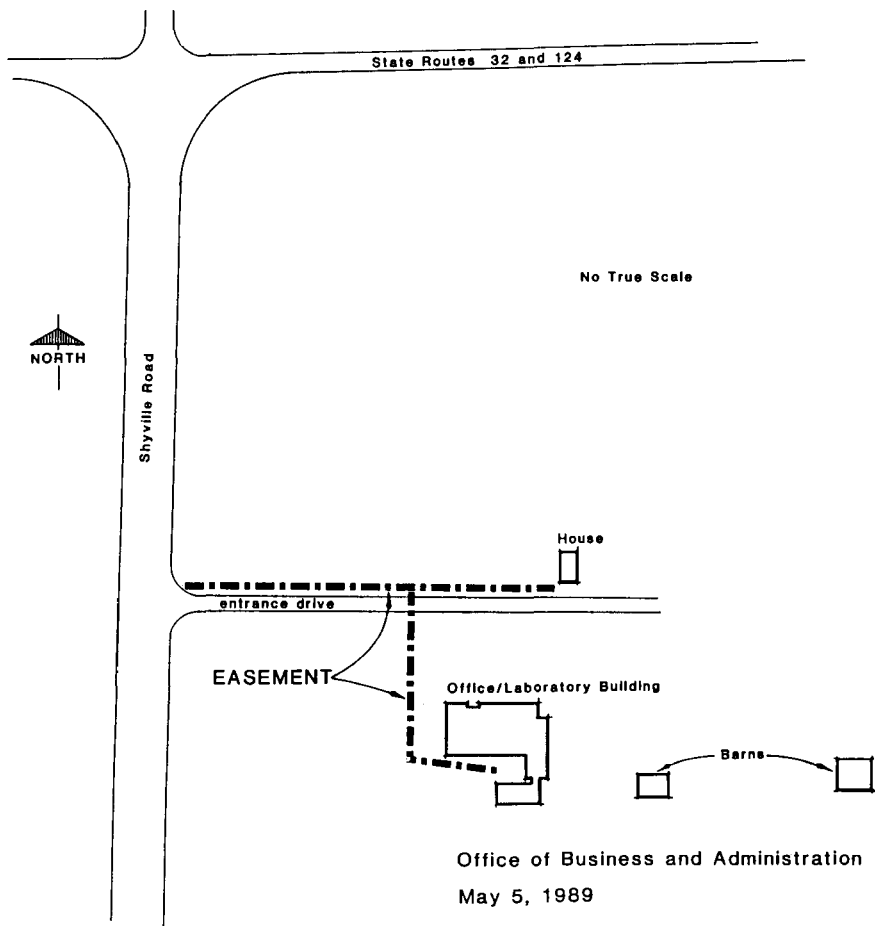 State Routes 32 and 124
No True Scale
NORTH
Shyville Road
House
entrance drive
EASEMENT
Office/Laboratory Building
Barns
Office of Business and Administration
May 5, 1989